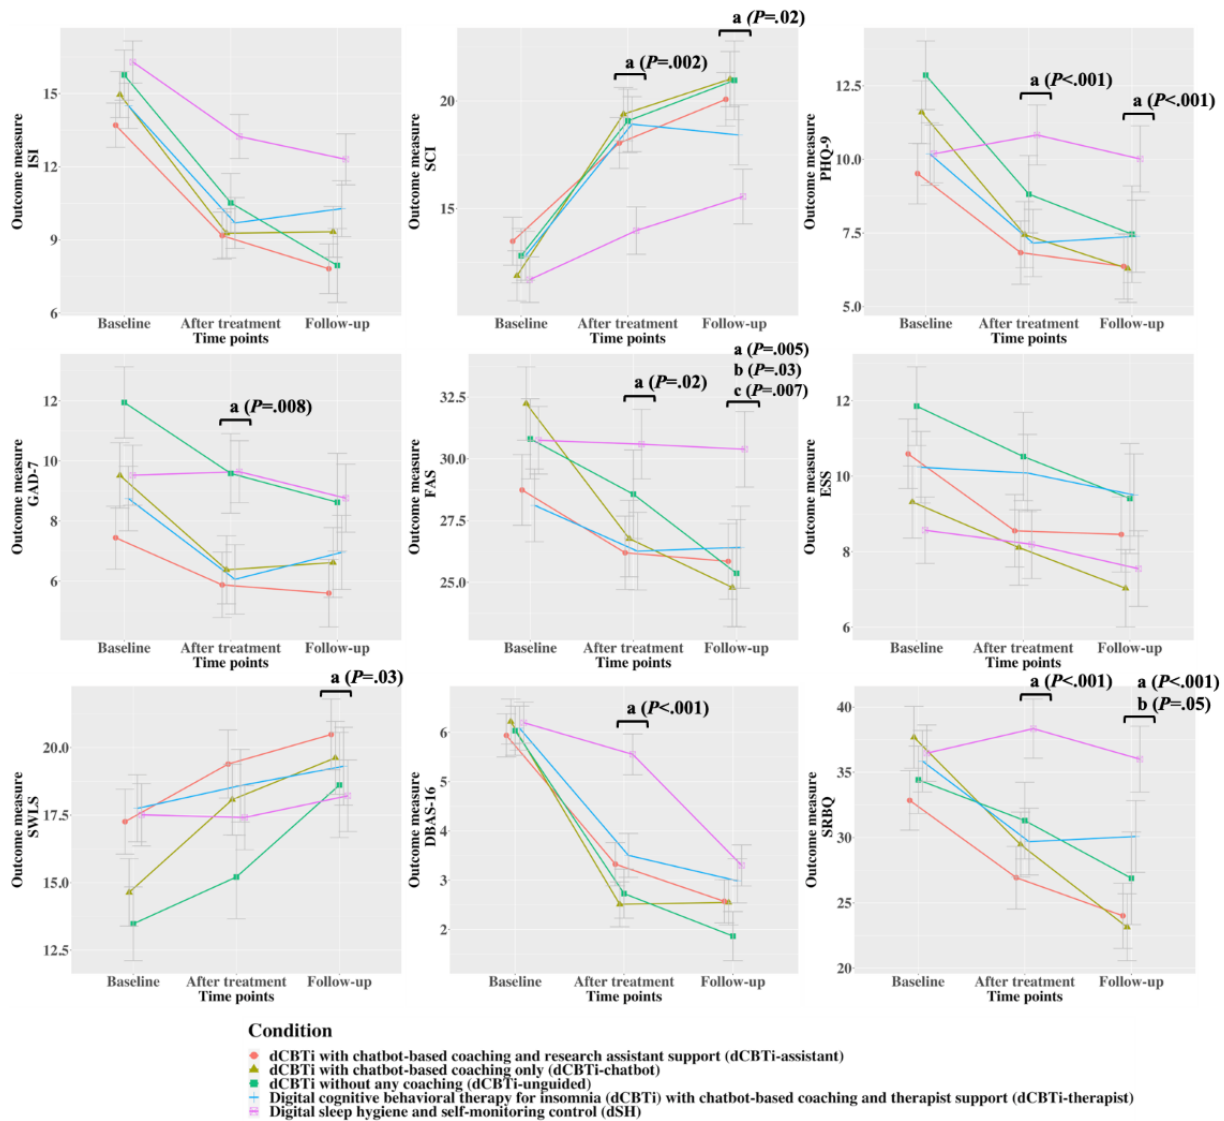 a (P=.02)
a (P=.002)
a (P<.001)
a (P<.001)
Outcome measure
ISI
15
12
9
6
Baseline After treatment Follow-up
Time points
Outcome measure
SCI
20
15
Baseline After treatment Follow-up
Time points
Outcome measure
PHQ-9
12.5
10.0
7.5
5.0
Baseline After treatment Follow-up
Time points
a (P=.008)
Outcome measure
GAD-7
12
10
8
6
Baseline After treatment Follow-up
Time points
a (P=.02)
a (P=.005)
b (P=.03)
c (P=.007)
Outcome measure
FAS
32.5
30.0
27.5
25.0
Baseline After treatment Follow-up
Time points
Outcome measure
ESS
12
10
8
6
Baseline After treatment Follow-up
Time points
a (P=.03)
Outcome measure
SWLS
20.0
17.5
15.0
12.5
Baseline After treatment Follow-up
Time points
a (P<.001)
Outcome measure
DBAS-16
6
5
4
3
2
Baseline After treatment Follow-up
Time points
a (P<.001)
a (P<.001)
b (P=.05)
Outcome measure
SRBQ
40
35
30
25
20
Baseline After treatment Follow-up
Time points
Condition
dCBTi with chatbot-based coaching and research assistant support (dCBTi-assistant)
dCBTi with chatbot-based coaching only (dCBTi-chatbot)
dCBTi without any coaching (dCBTi-unguided)
Digital cognitive behavioral therapy for insomnia (dCBTi) with chatbot-based coaching and therapist support (dCBTi-therapist)
Digital sleep hygiene and self-monitoring control (dSH)